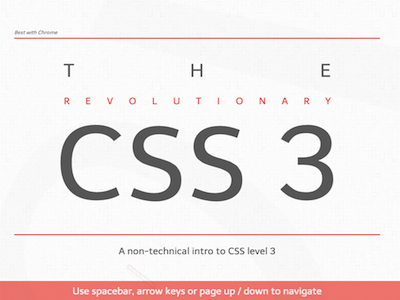 Best with Chrome
THE
REVOLUTIONARY
CSS 3
A non-technical intro to CSS level 3
Use spacebar, arrow keys or page up / down to navigate